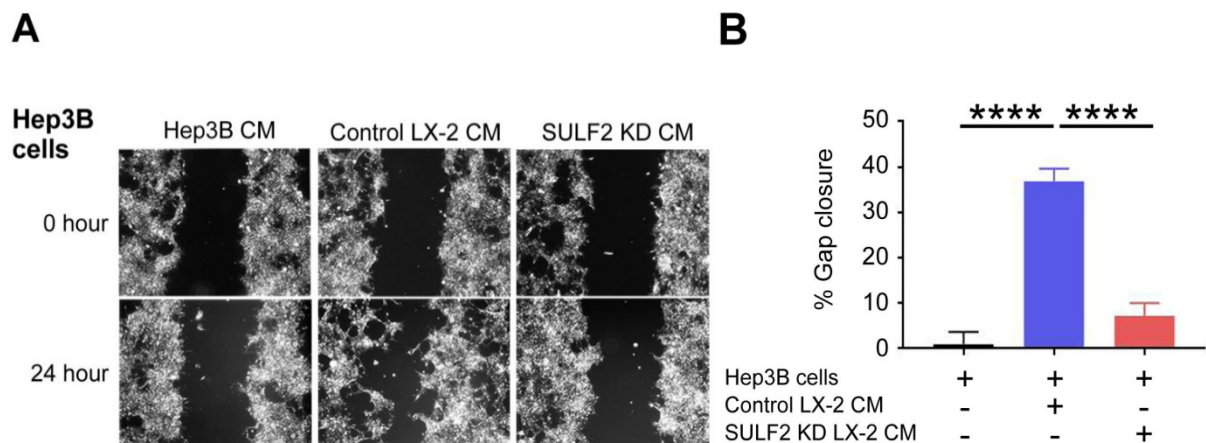 A
B
Hep3B
cells
Hep3B CM
Control LX-2 CM
SULF2 KD CM
0 hour
24 hour
**** ****
% Gap closure
50
40
30
20
10
0
Hep3B cells + + +
Control LX-2 CM - + -
SULF2 KD LX-2 CM - - +